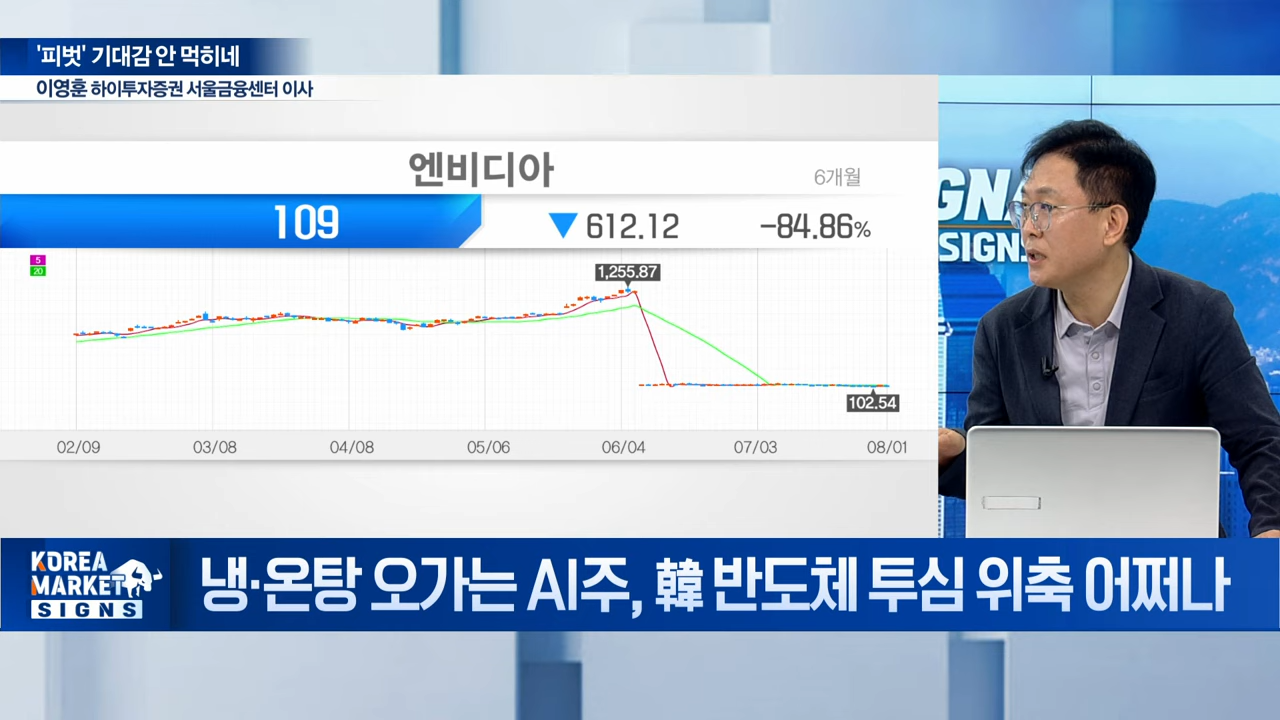 '피벗' 기대감 안 먹히네
이영훈 하이투자증권 서울금융센터 이사
엔비디아
6개월
109
▼ 612.12
-84.86%
5
20
1,255.87
102.54
02/09 03/08 04/08 05/06 06/04 07/03 08/01
SIGNS
KOREA
MARKET
SIGNS
냉·온탕 오가는 AI주, 韓 반도체 투심 위축 어쩌나